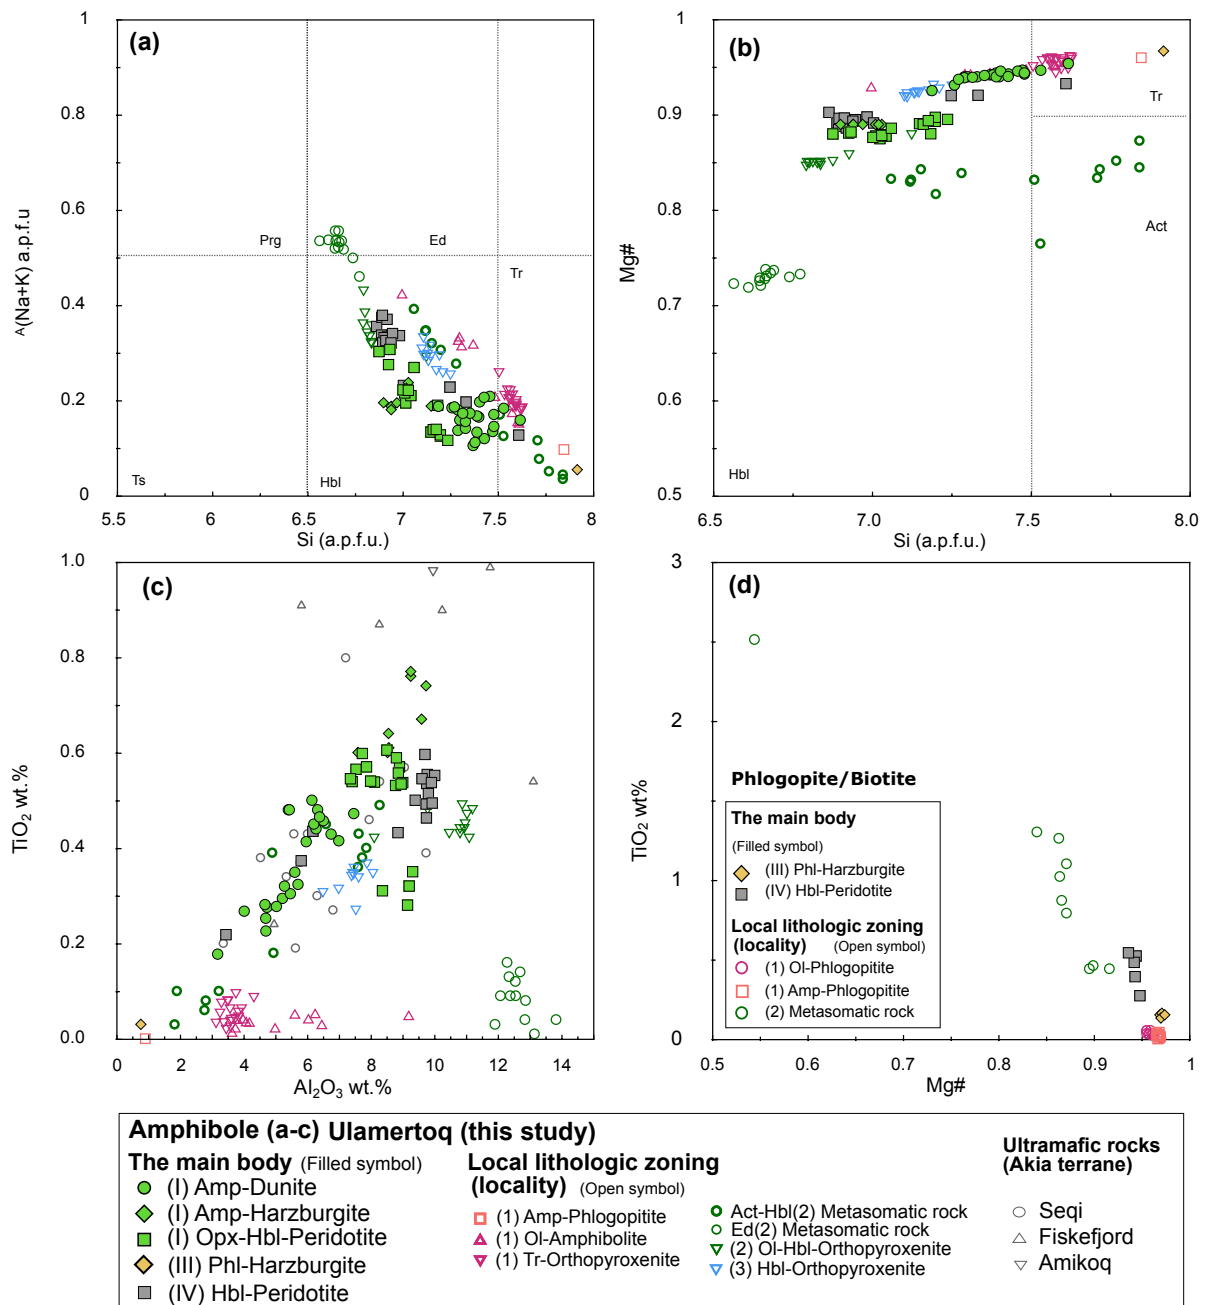 (a)
1
0.8
0.6
0.4
0.2
0
ᴬ(Na+K) a.p.f.u
Prg
Ed
Tr
Ts
Hbl
5.5
6
6.5
7
7.5
8
Si (a.p.f.u.)
(b)
1
0.9
0.8
0.7
0.6
0.5
Mg#
Tr
Act
Hbl
6.5
7.0
7.5
8.0
Si (a.p.f.u.)
(c)
1.0
0.8
0.6
0.4
0.2
0.0
TiO₂ wt.%
0
2
4
6
8
10
12
14
Al₂O₃ wt.%
(d)
3
2
1
0
TiO₂ wt%
Phlogopite/Biotite
The main body
(Filled symbol)
(III) Phl-Harzburgite
(IV) Hbl-Peridotite
Local lithologic zoning
(locality) (Open symbol)
(1) Ol-Phlogopitite
(1) Amp-Phlogopitite
(2) Metasomatic rock
0.5
0.6
0.7
0.8
0.9
1
Mg#
Amphibole (a-c) Ulamertoq (this study)
The main body (Filled symbol)
(I) Amp-Dunite
(I) Amp-Harzburgite
(I) Opx-Hbl-Peridotite
(III) Phl-Harzburgite
(IV) Hbl-Peridotite
Local lithologic zoning
(locality) (Open symbol)
(1) Amp-Phlogopitite
(1) Ol-Amphibolite
(1) Tr-Orthopyroxenite
Act-Hbl(2) Metasomatic rock
Ed(2) Metasomatic rock
(2) Ol-Hbl-Orthopyroxenite
(3) Hbl-Orthopyroxenite
Ultramafic rocks
(Akia terrane)
Seqi
Fiskefjord
Amikoq